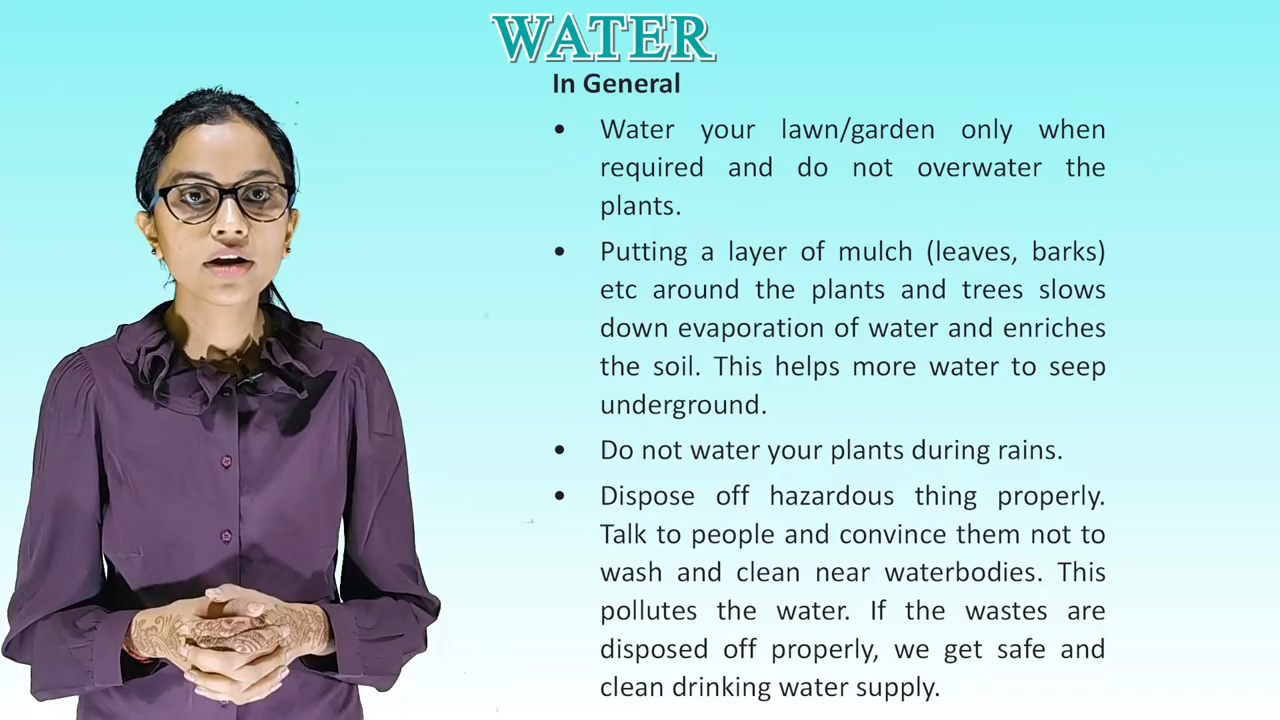 WATER
In General
• Water your lawn/garden only when
required and do not overwater the
plants.
• Putting a layer of mulch (leaves, barks)
etc around the plants and trees slows
down evaporation of water and enriches
the soil. This helps more water to seep
underground.
• Do not water your plants during rains.
• Dispose off hazardous thing properly.
Talk to people and convince them not to
wash and clean near waterbodies. This
pollutes the water. If the wastes are
disposed off properly, we get safe and
clean drinking water supply.